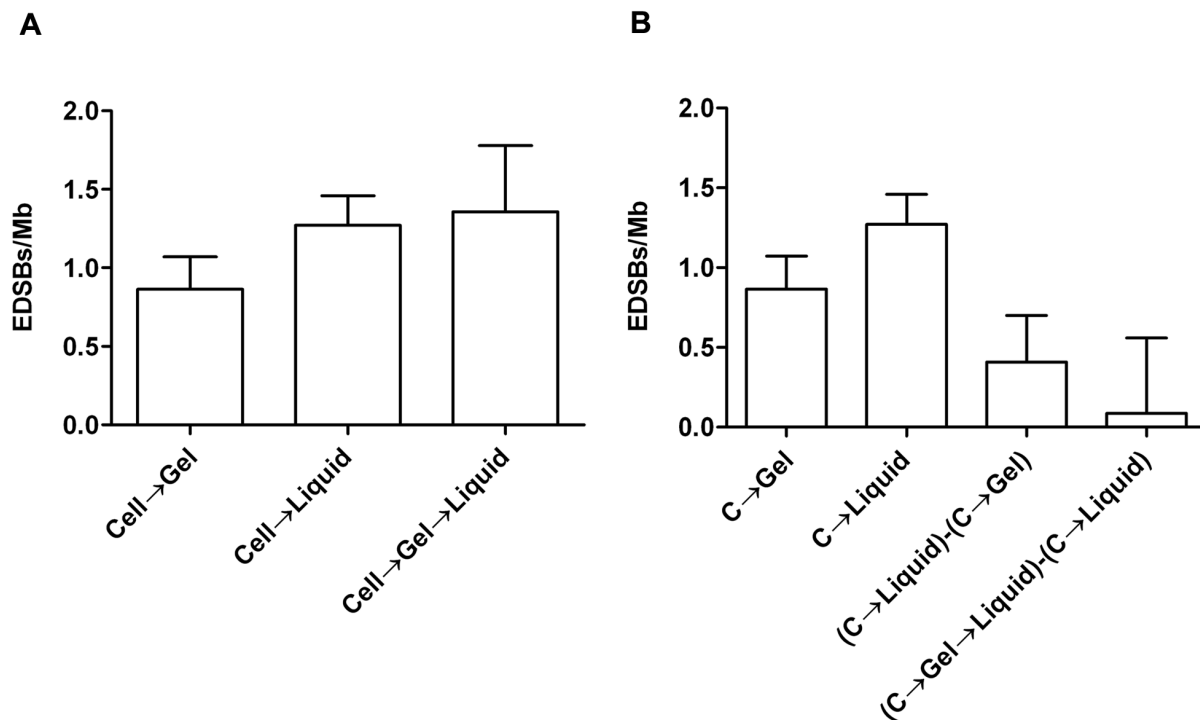 A
B
EDSBs/Mb
2.0
1.5
1.0
0.5
0.0
Cell→Gel
Cell→Liquid
Cell→Gel→Liquid
EDSBs/Mb
2.0
1.5
1.0
0.5
0.0
C→Gel
C→Liquid
(C→Liquid)-(C→Gel)
(C→Gel→Liquid)-(C→Liquid)